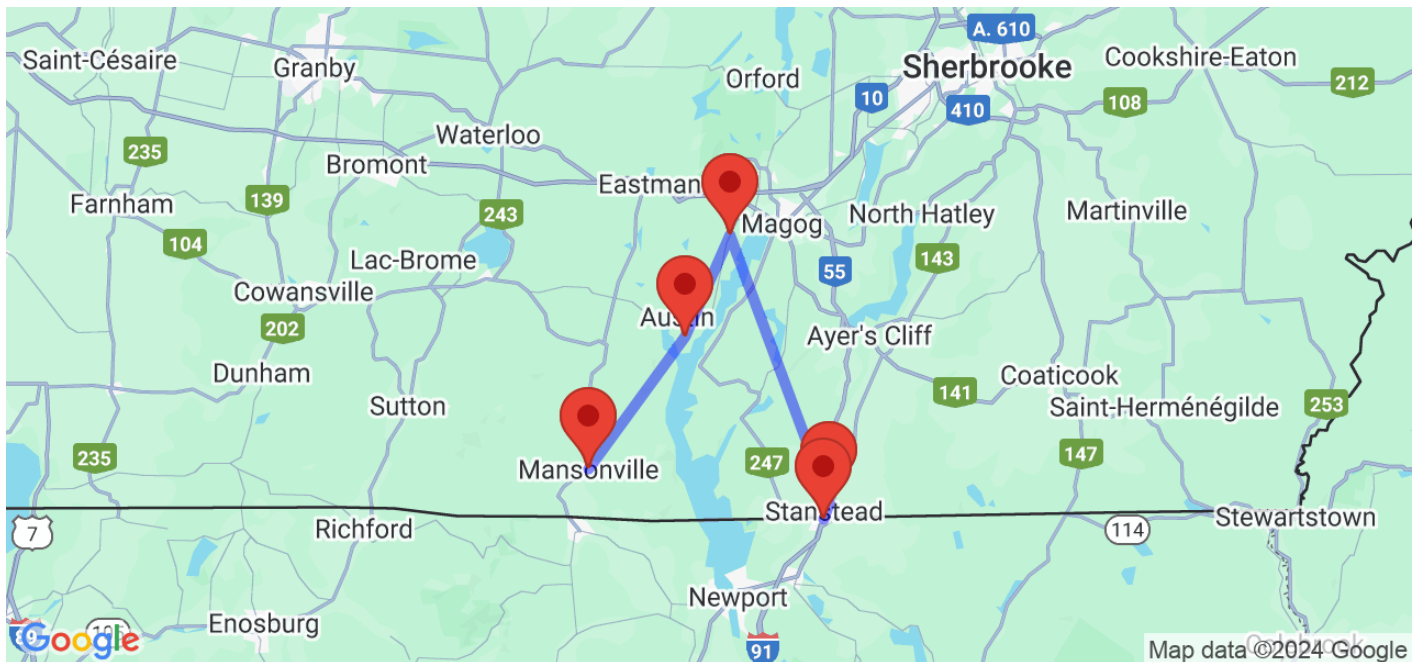 A. 610
Saint-Césaire
Granby
Orford
Sherbrooke
Cookshire-Eaton
212
10
410
108
Waterloo
235
Bromont
Eastman
139
Farnham
243
Magog
North Hatley
Martinville
104
Lac-Brome
143
55
Cowansville
202
Austin
Ayer's Cliff
Dunham
Coaticook
141
Sutton
Saint-Herménégilde
253
235
Mansonville
247
147
Stanstead
7
Richford
114
Stewartstown
Newport
Enosburg
89
105
Google
91
Map data ©2024 Google